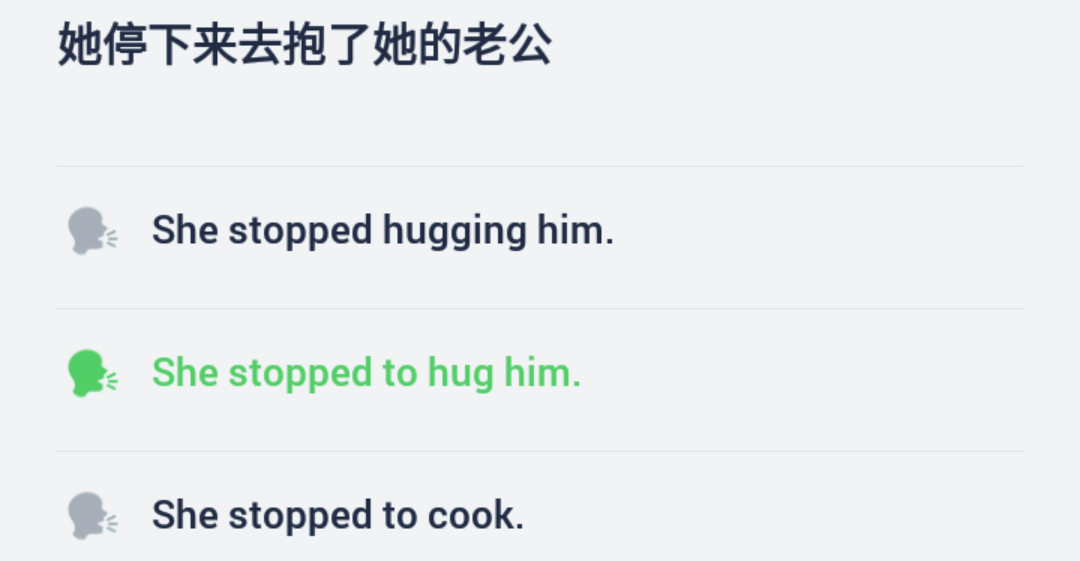 她停下来去抱了她的老公
She stopped hugging him.
She stopped to hug him.
She stopped to cook.